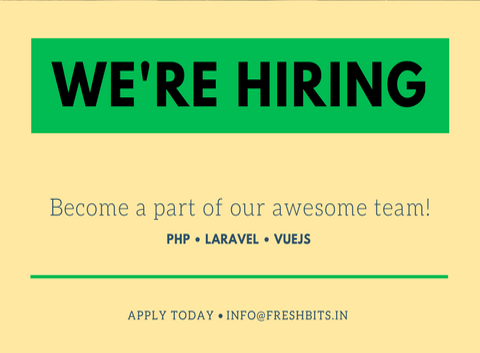 WE'RE HIRING
Become a part of our awesome team!
PHP • LARAVEL • VUEJS
APPLY TODAY • INFO@FRESHBITS.IN